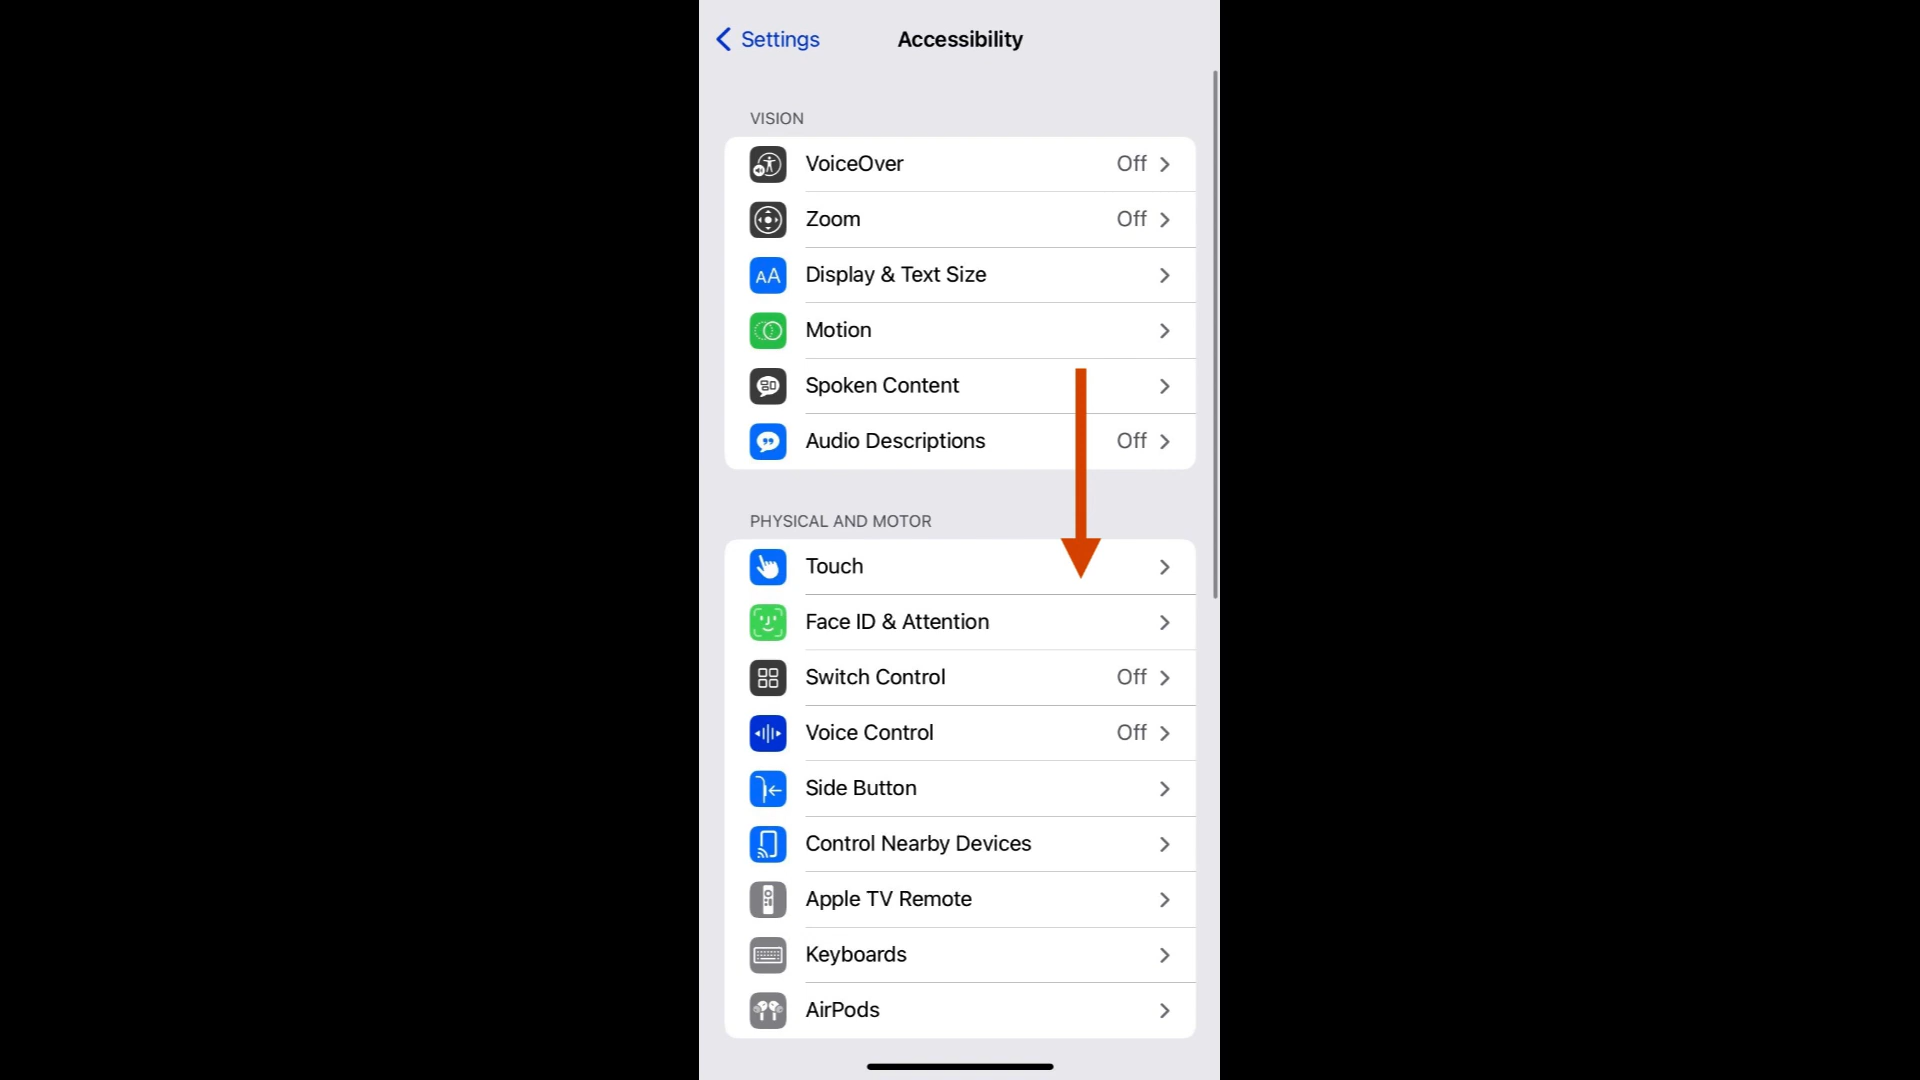 Settings
Accessibility
VISION
VoiceOver Off
Zoom Off
AA Display & Text Size
Motion
Spoken Content
Audio Descriptions Off
PHYSICAL AND MOTOR
Touch
Face ID & Attention
Switch Control Off
Voice Control Off
Side Button
Control Nearby Devices
Apple TV Remote
Keyboards
AirPods